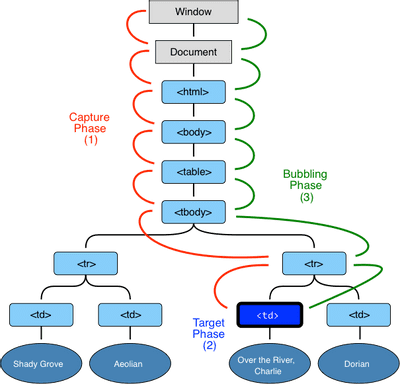 Window
Document
<html>
Capture
Phase
(1)
<body>
<table>
Bubbling
Phase
(3)
<tbody>
<tr>
<tr>
<td>
<td>
Target
Phase
(2)
<td>
<td>
Shady Grove
Aeolian
Over the River,
Charlie
Dorian